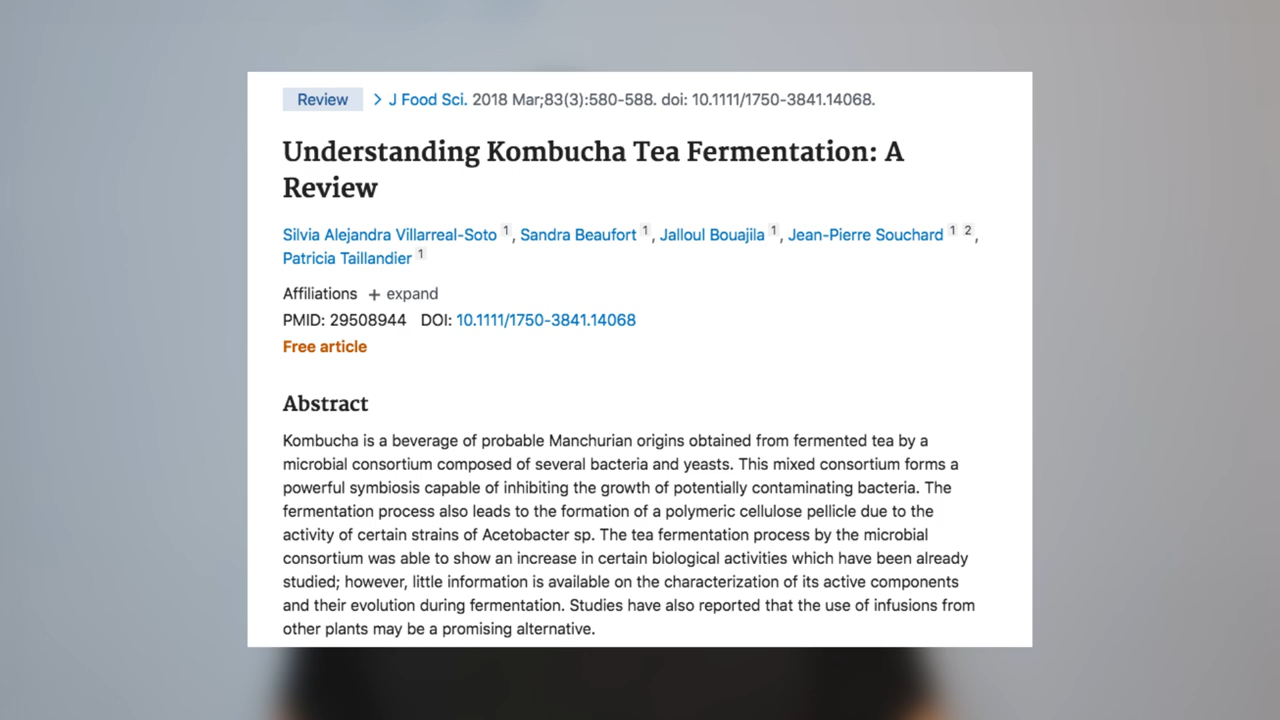 Review > J Food Sci. 2018 Mar;83(3):580-588. doi: 10.1111/1750-3841.14068.
Understanding Kombucha Tea Fermentation: A
Review
Silvia Alejandra Villarreal-Soto 1, Sandra Beaufort 1, Jalloul Bouajila 1, Jean-Pierre Souchard 1 2,
Patricia Taillandier 1
Affiliations + expand
PMID: 29508944 DOI: 10.1111/1750-3841.14068
Free article
Abstract
Kombucha is a beverage of probable Manchurian origins obtained from fermented tea by a
microbial consortium composed of several bacteria and yeasts. This mixed consortium forms a
powerful symbiosis capable of inhibiting the growth of potentially contaminating bacteria. The
fermentation process also leads to the formation of a polymeric cellulose pellicle due to the
activity of certain strains of Acetobacter sp. The tea fermentation process by the microbial
consortium was able to show an increase in certain biological activities which have been already
studied; however, little information is available on the characterization of its active components
and their evolution during fermentation. Studies have also reported that the use of infusions from
other plants may be a promising alternative.